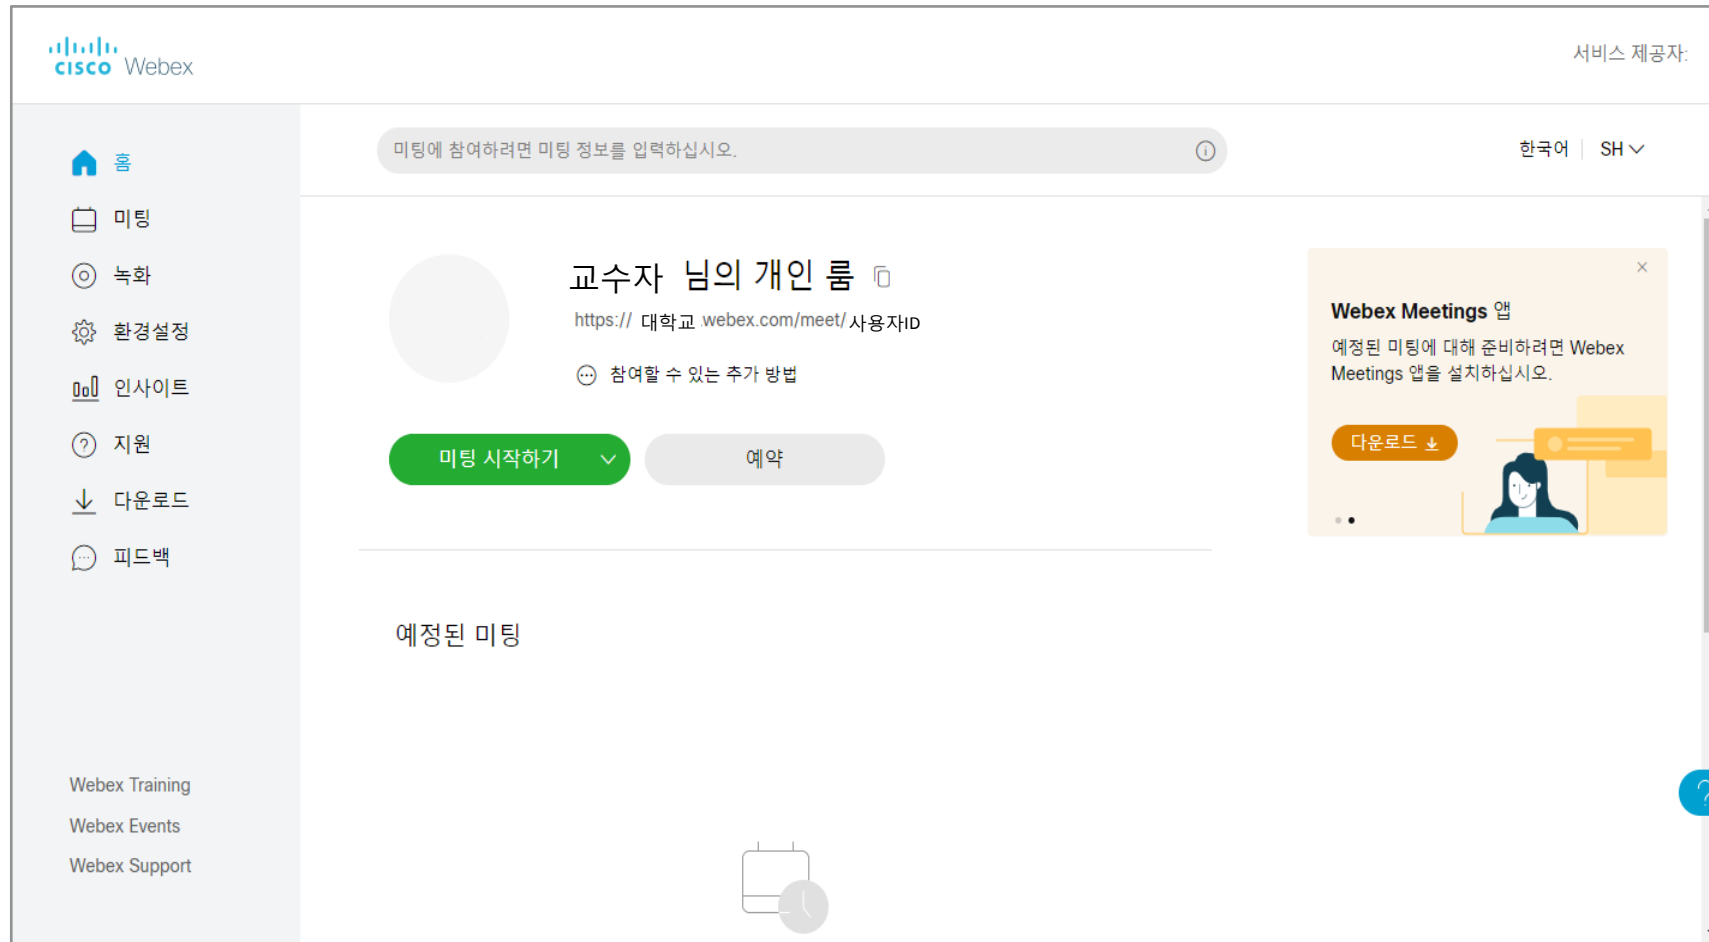 cisco Webex
서비스 제공자:
미팅에 참여하려면 미팅 정보를 입력하십시오.
한국어 SH
홈
미팅
녹화
환경설정
인사이트
지원
다운로드
피드백
Webex Training
Webex Events
Webex Support
교수자 님의 개인 룸
https:// 대학교 .webex.com/meet/ 사용자ID
참여할 수 있는 추가 방법
미팅 시작하기
예약
Webex Meetings 앱
예정된 미팅에 대해 준비하려면 Webex
Meetings 앱을 설치하십시오.
다운로드
예정된 미팅